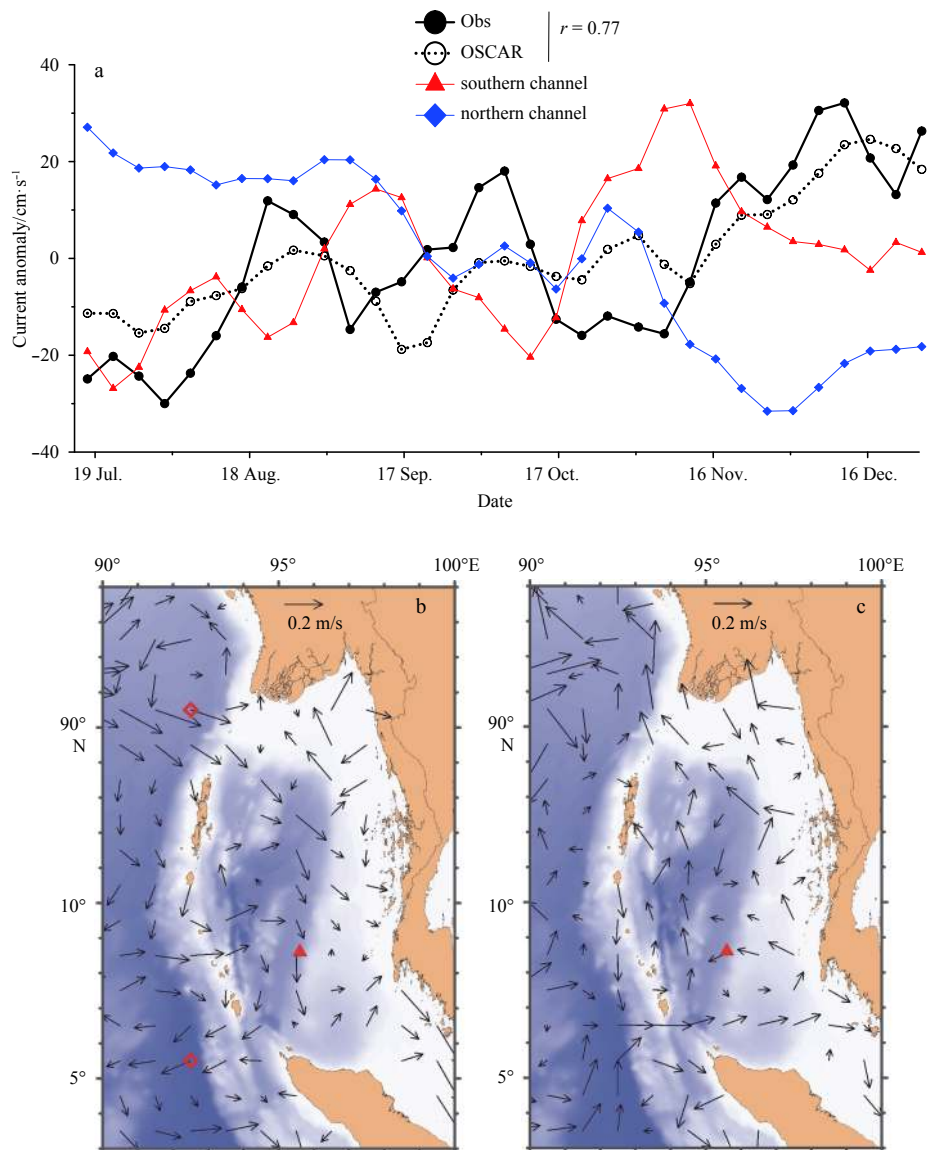 Obs
OSCAR
r = 0.77
southern channel
northern channel
a
40
20
0
−20
−40
Current anomaly/cm·s⁻¹
19 Jul. 18 Aug. 17 Sep. 17 Oct. 16 Nov. 16 Dec.
Date
90° 95° 100°E
b
0.2 m/s
90°
N
10°
5°
90° 95° 100°E
c
0.2 m/s
90°
N
10°
5°